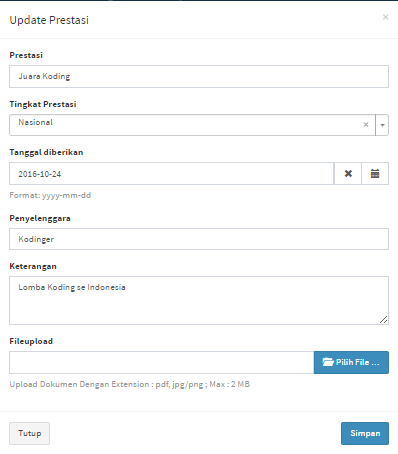 Update Prestasi ×
Prestasi
Juara Koding
Tingkat Prestasi
Nasional ×
Tanggal diberikan
2016-10-24
Format: yyyy-mm-dd
Penyelenggara
Kodinger
Keterangan
Lomba Koding se Indonesia
Fileupload
Pilih File ...
Upload Dokumen Dengan Extension : pdf, jpg/png ; Max : 2 MB
Tutup Simpan